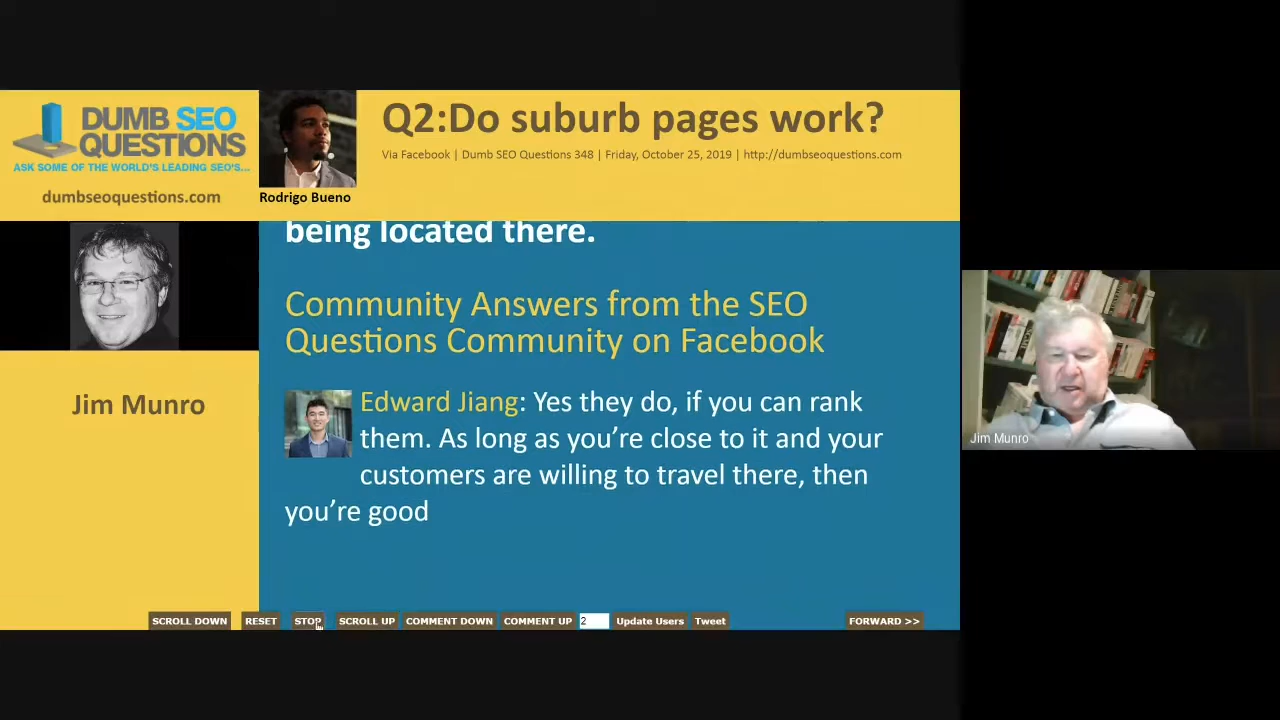 DUMB SEO
QUESTIONS
ASK SOME OF THE WORLD'S LEADING SEO'S...
dumbseoquestions.com
Rodrigo Bueno
Q2:Do suburb pages work?
Via Facebook | Dumb SEO Questions 348 | Friday, October 25, 2019 | http://dumbseoquestions.com
Jim Munro
being located there.
Community Answers from the SEO
Questions Community on Facebook
Edward Jiang: Yes they do, if you can rank
them. As long as you're close to it and your
customers are willing to travel there, then
you're good
Jim Munro
SCROLL DOWN RESET STOP SCROLL UP COMMENT DOWN COMMENT UP 2 Update Users Tweet FORWARD >>